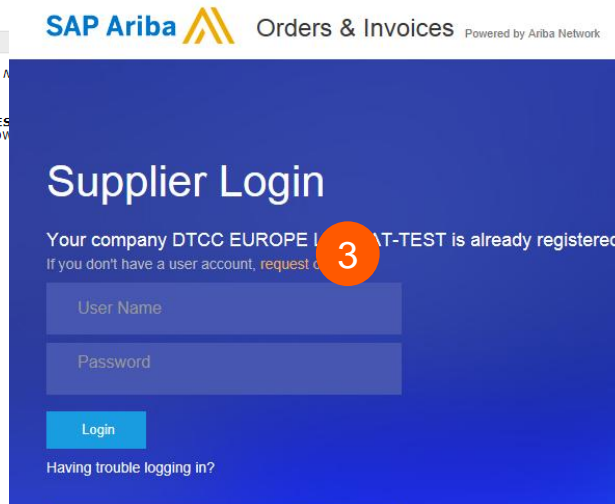 SAP Ariba Orders & Invoices Powered by Ariba Network
Supplier Login
Your company DTCC EUROPE AT-TEST is already registered
If you don't have a user account, request
3
User Name
Password
Login
Having trouble logging in?